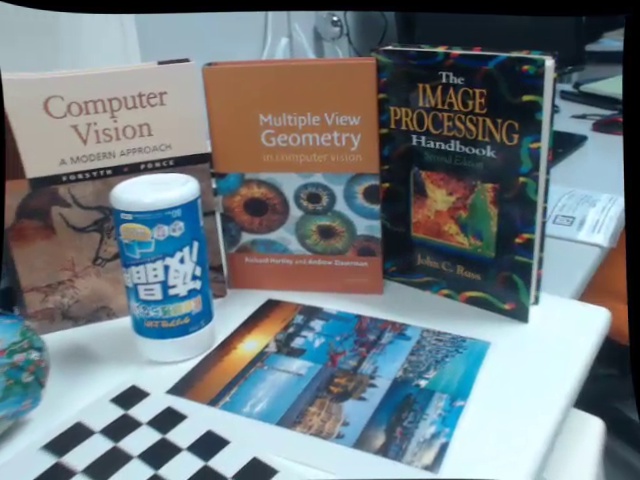 Computer
Vision
A MODERN APPROACH
FORSYTH • PONCE
Multiple View
Geometry
in computer vision
Richard Hartley and Andrew Zisserman
The
IMAGE
PROCESSING
Handbook
Second Edition
John C. Russ